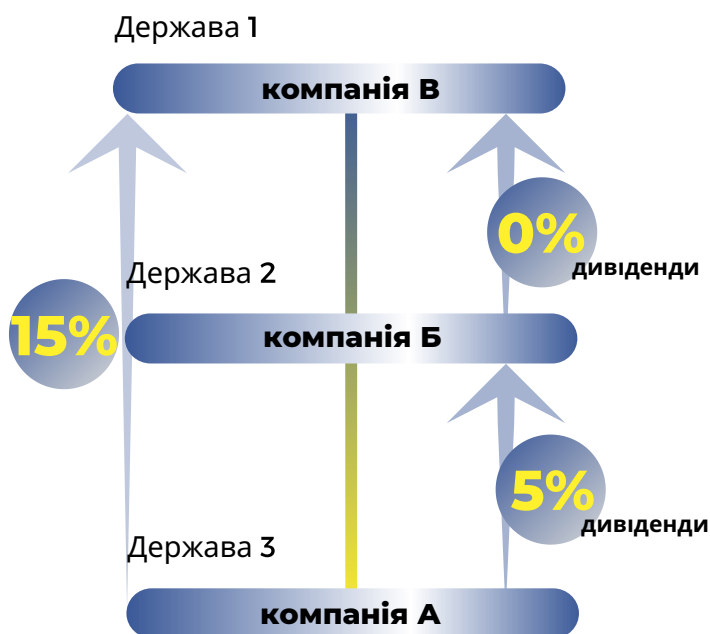 Держава 1
компанія В
0%
дивіденди
Держава 2
15%
компанія Б
5%
дивіденди
Держава 3
компанія А